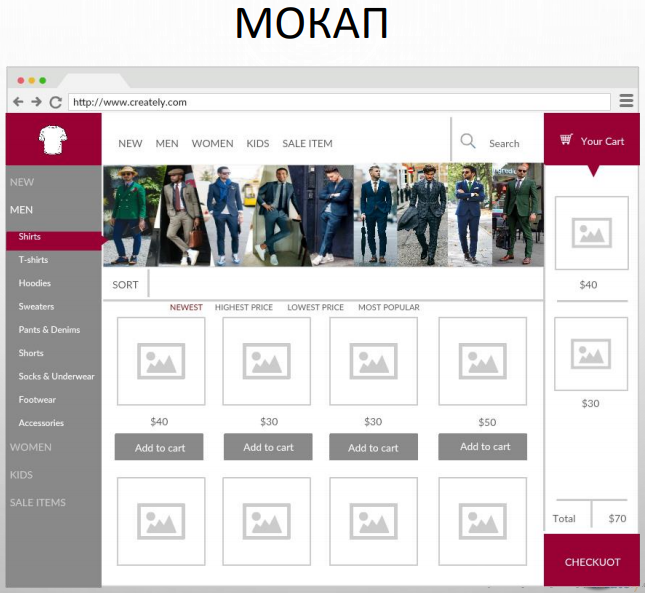 МОКАП
http://www.creately.com
NEW MEN WOMEN KIDS SALE ITEM
Search
Your Cart
NEW
MEN
Shirts
T-shirts
Hoodies
Sweaters
Pants & Denims
Shorts
Socks & Underwear
Footwear
Accessories
WOMEN
KIDS
SALE ITEMS
SORT
NEWEST HIGHEST PRICE LOWEST PRICE MOST POPULAR
$40 $30 $30 $50
Add to cart Add to cart Add to cart Add to cart
$40
$30
Total $70
CHECKUOT